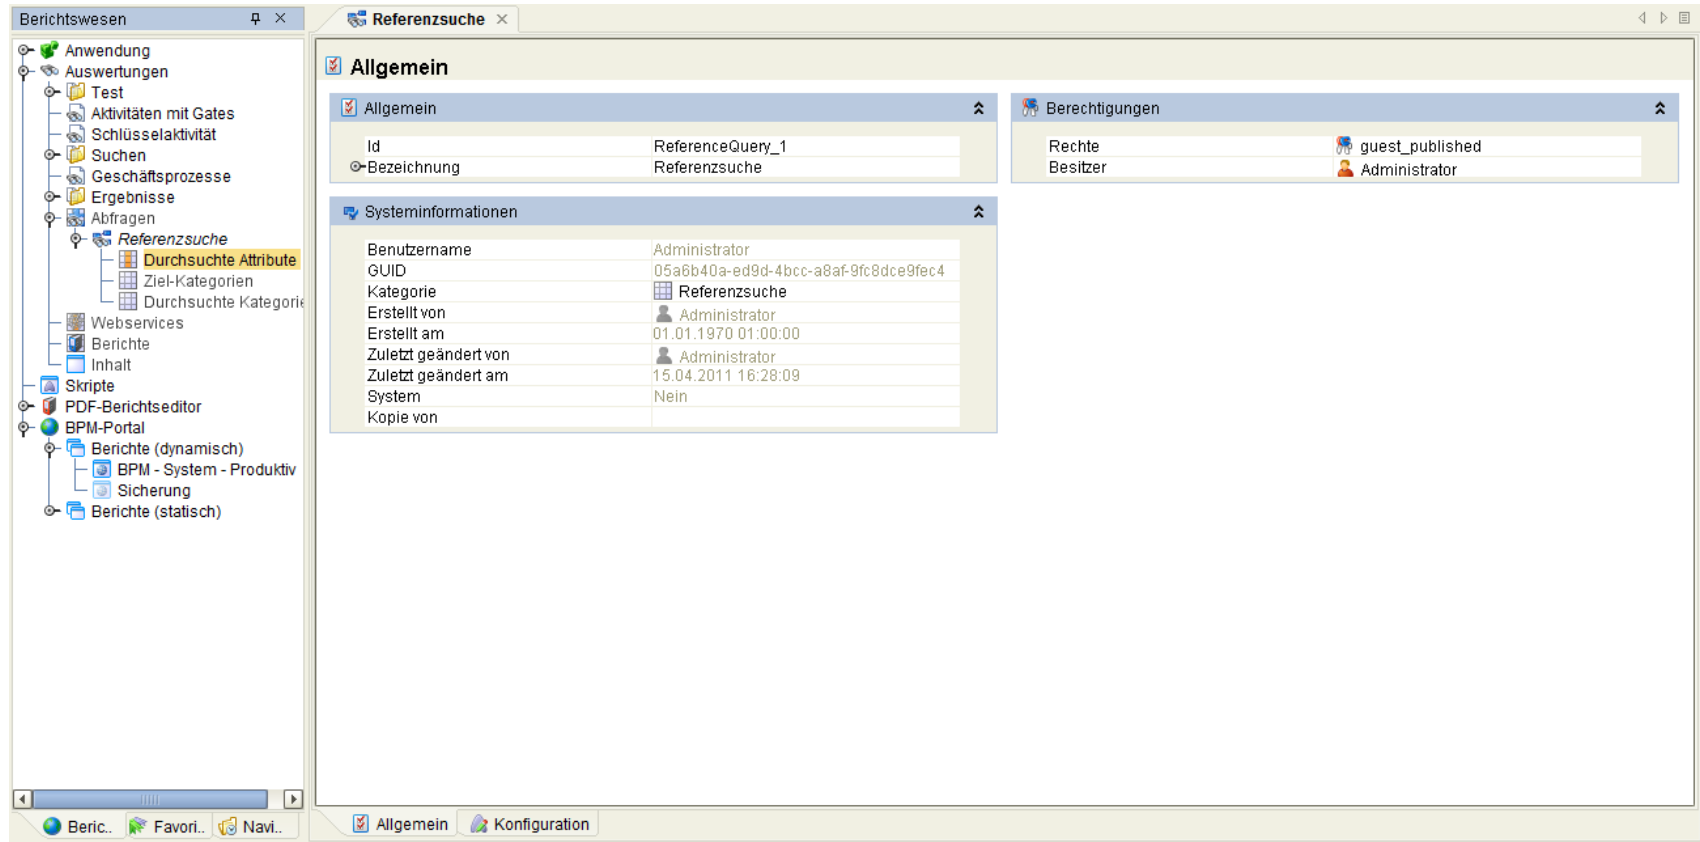 Berichtswesen
Anwendung
Auswertungen
Test
Aktivitäten mit Gates
Schlüsselaktivität
Suchen
Geschäftsprozesse
Ergebnisse
Abfragen
Referenzsuche
Durchsuchte Attribute
Ziel-Kategorien
Durchsuchte Kategorie
Webservices
Berichte
Inhalt
Skripte
PDF-Berichtseditor
BPM-Portal
Berichte (dynamisch)
BPM - System - Produktiv
Sicherung
Berichte (statisch)
Beric.. Favori.. Navi..
Referenzsuche
Allgemein
Allgemein
Id ReferenceQuery_1
Bezeichnung Referenzsuche
Systeminformationen
Benutzername Administrator
GUID 05a6b40a-ed9d-4bcc-a8af-9fc8dce9fec4
Kategorie Referenzsuche
Erstellt von Administrator
Erstellt am 01.01.1970 01:00:00
Zuletzt geändert von Administrator
Zuletzt geändert am 15.04.2011 16:28:09
System Nein
Kopie von
Berechtigungen
Rechte guest_published
Besitzer Administrator
Allgemein Konfiguration